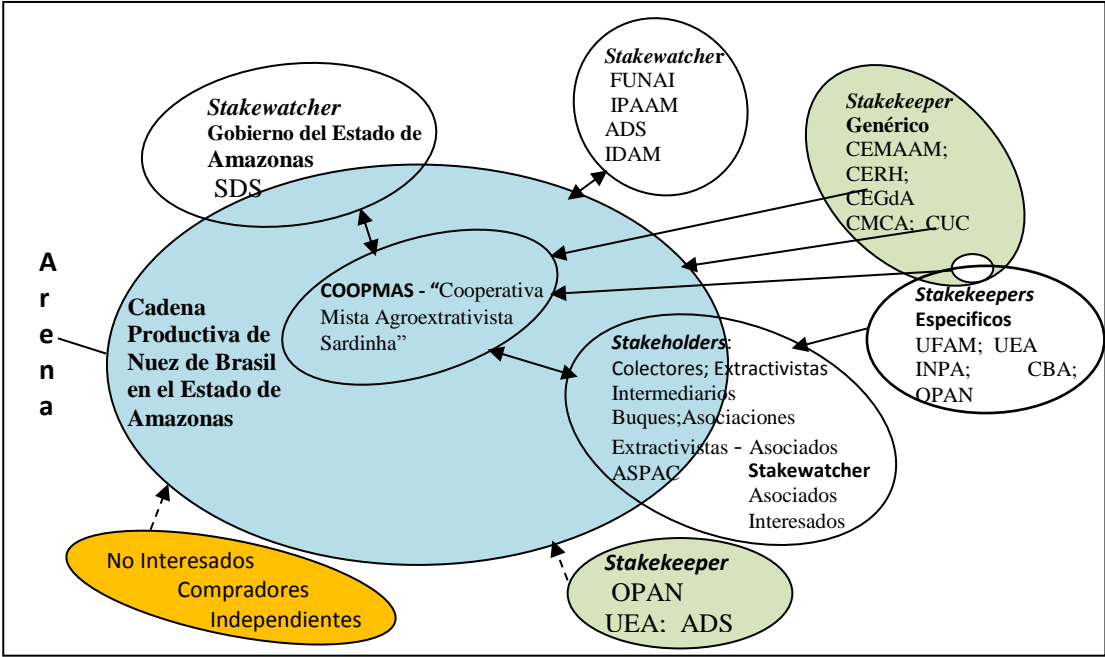 Stakewatcher
Gobierno del Estado de
Amazonas
SDS
Stakewatcher
FUNAI
IPAAM
ADS
IDAM
Stakekeeper
Genérico
CEMAAM;
CERH;
CEGdA
CMCA; CUC
A
r
e
n
a
Cadena
Productiva de
Nuez de Brasil
en el Estado de
Amazonas
COOPMAS - “Cooperativa
Mista Agroextrativista
Sardinha”
Stakekeepers
Especificos
UFAM; UEA
INPA; CBA;
OPAN
Stakeholders:
Colectores; Extractivistas
Intermediarios
Buques;Asociaciones
Extractivistas - Asociados
ASPAC Stakewatcher
Asociados
Interesados
No Interesados
Compradores
Independientes
Stakekeeper
OPAN
UEA: ADS